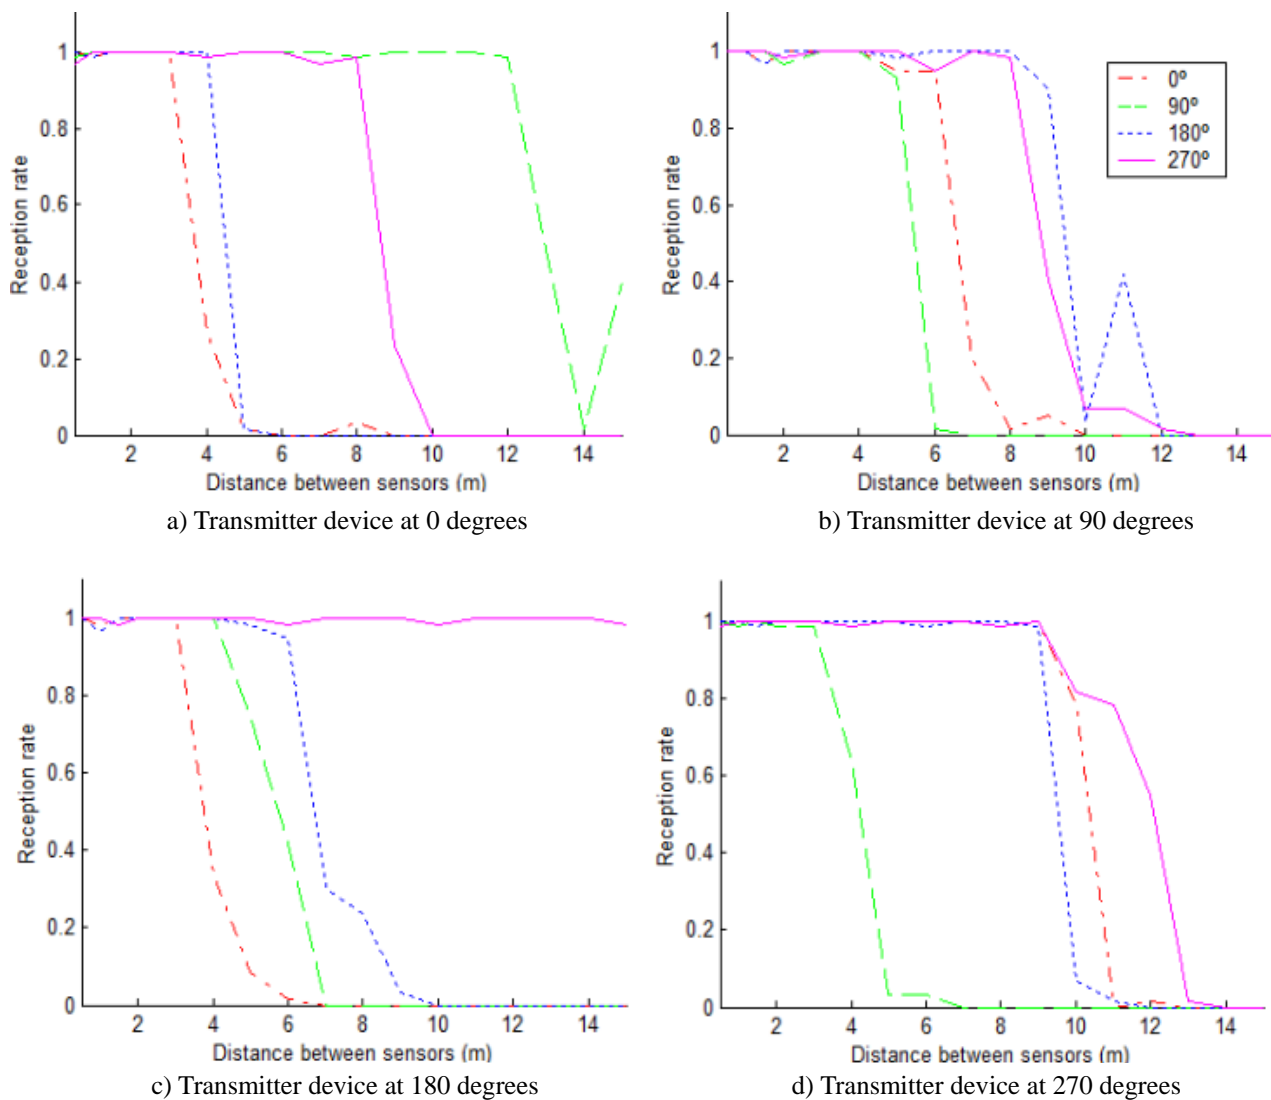 1
0.8
0.6
0.4
0.2
0
Reception rate
2 4 6 8 10 12 14
Distance between sensors (m)
a) Transmitter device at 0 degrees
1
0.8
0.6
0.4
0.2
0
Reception rate
0º
90º
180º
270º
2 4 6 8 10 12 14
Distance between sensors (m)
b) Transmitter device at 90 degrees
1
0.8
0.6
0.4
0.2
0
Reception rate
2 4 6 8 10 12 14
Distance between sensors (m)
c) Transmitter device at 180 degrees
1
0.8
0.6
0.4
0.2
0
Reception rate
2 4 6 8 10 12 14
Distance between sensors (m)
d) Transmitter device at 270 degrees